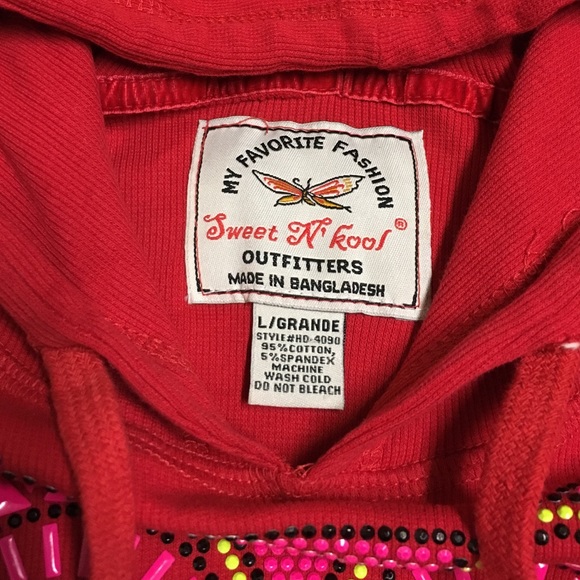 MY FAVORITE FASHION
Sweet N' Kool ®
OUTFITTERS
MADE IN BANGLADESH
L/GRANDE
STYLE#HD-4090
95%COTTON,
5%SPANDEX
MACHINE
WASH COLD
DO NOT BLEACH